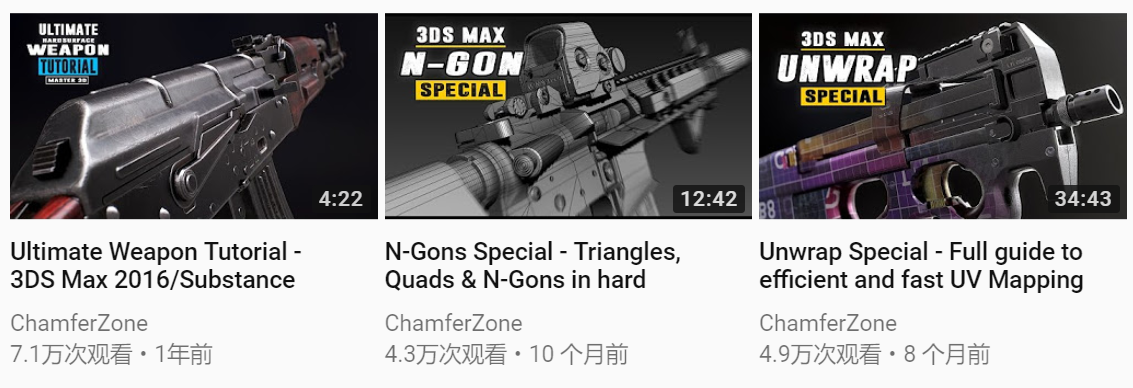 ULTIMATE
HARDSURFACE
WEAPON
TUTORIAL
MASTER 3D
4:22
3DS MAX
N-GON
SPECIAL
12:42
3DS MAX
UNWRAP
SPECIAL
34:43
Ultimate Weapon Tutorial -
3DS Max 2016/Substance
ChamferZone
7.1万次观看 • 1年前
N-Gons Special - Triangles,
Quads & N-Gons in hard
ChamferZone
4.3万次观看 • 10 个月前
Unwrap Special - Full guide to
efficient and fast UV Mapping
ChamferZone
4.9万次观看 • 8 个月前